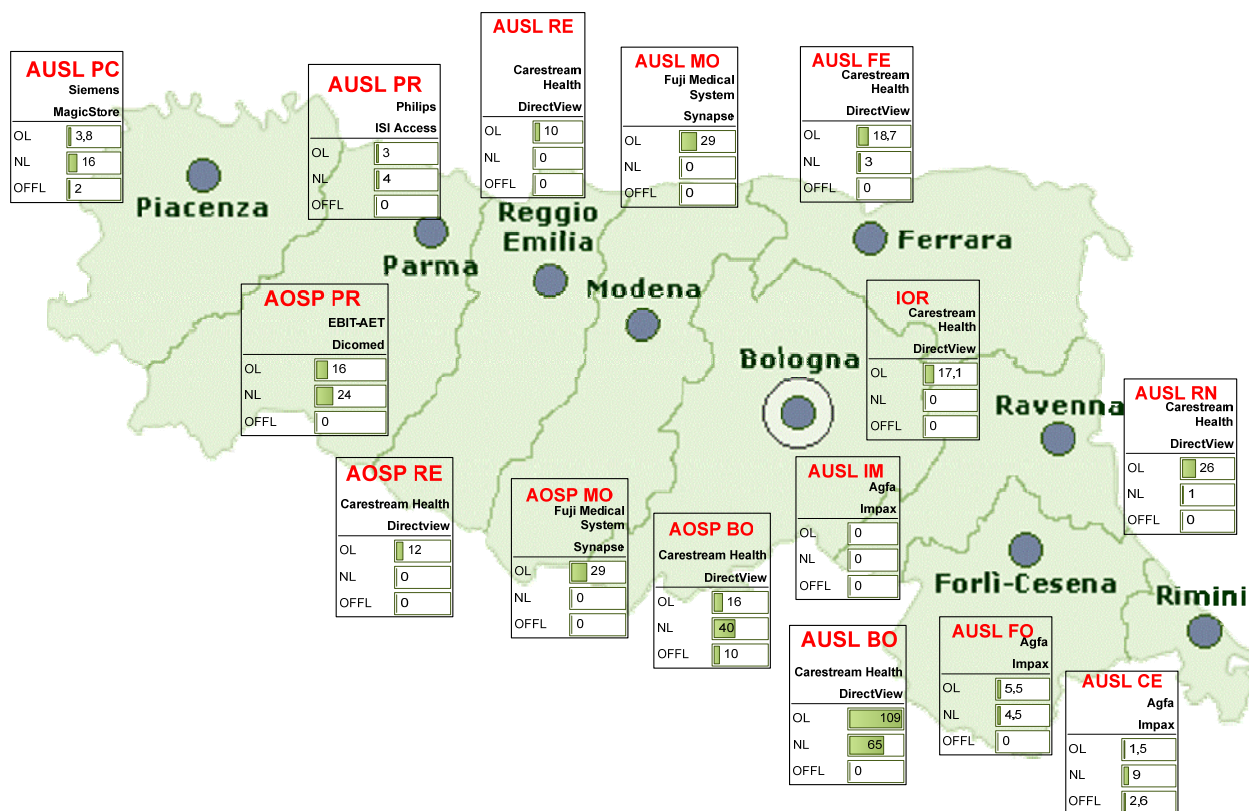 AUSL PC
Siemens
MagicStore
OL 3,8
NL 16
OFFL 2
AUSL PR
Philips
ISI Access
OL 3
NL 4
OFFL 0
AUSL RE
Carestream
Health
DirectView
OL 10
NL 0
OFFL 0
AUSL MO
Fuji Medical
System
Synapse
OL 29
NL 0
OFFL 0
AUSL FE
Carestream
Health
DirectView
OL 18,7
NL 3
OFFL 0
Piacenza
Parma
Reggio
Emilia
Modena
Ferrara
Bologna
Ravenna
Forlì-Cesena
Rimini
AOSP PR
EBIT-AET
Dicomed
OL 16
NL 24
OFFL 0
IOR
Carestream
Health
DirectView
OL 17,1
NL 0
OFFL 0
AUSL RN
Carestream
Health
DirectView
OL 26
NL 1
OFFL 0
AOSP RE
Carestream Health
Directview
OL 12
NL 0
OFFL 0
AOSP MO
Fuji Medical
System
Synapse
OL 29
NL 0
OFFL 0
AOSP BO
Carestream Health
DirectView
OL 16
NL 40
OFFL 10
AUSL IM
Agfa
Impax
OL 0
NL 0
OFFL 0
AUSL BO
Carestream Health
DirectView
OL 109
NL 65
OFFL 0
AUSL FO
Agfa
Impax
OL 5,5
NL 4,5
OFFL 0
AUSL CE
Agfa
Impax
OL 1,5
NL 9
OFFL 2,6